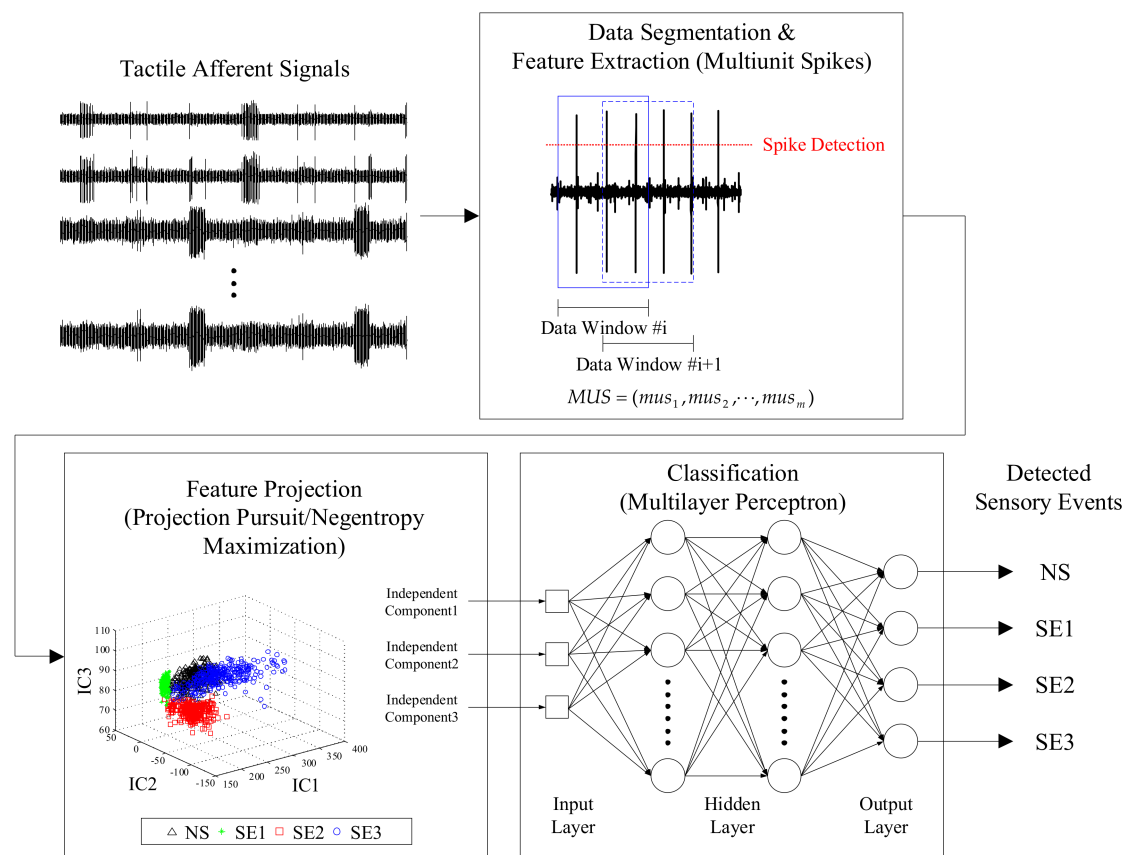 Tactile Afferent Signals
Data Segmentation &
Feature Extraction (Multiunit Spikes)
Spike Detection
Data Window #i
Data Window #i+1
MUS = (mus₁, mus₂, ⋯, musₘ)
Feature Projection
(Projection Pursuit/Negentropy
Maximization)
110
100
90
80
70
60
IC3
50
0
-50
-100
-150
IC2
150
200
250
300
350
400
IC1
NS SE1 SE2 SE3
Independent
Component1
Independent
Component2
Independent
Component3
Classification
(Multilayer Perceptron)
Input
Layer
Hidden
Layer
Output
Layer
Detected
Sensory Events
NS
SE1
SE2
SE3